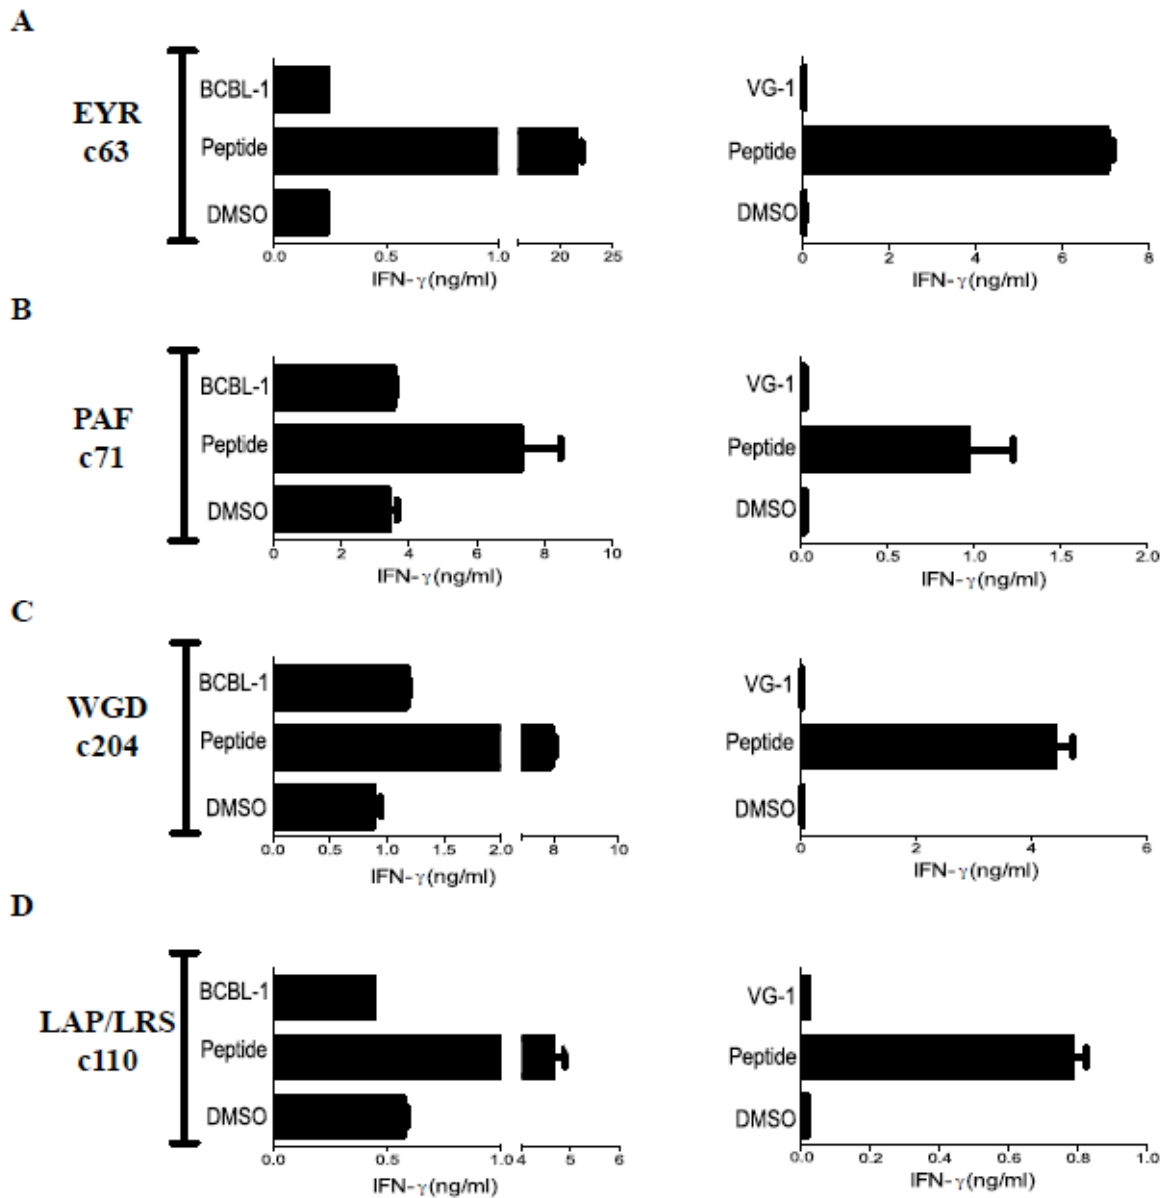 A
EYR
c63
BCBL-1
Peptide
DMSO
0.0 0.5 1.0 20 25
IFN-γ(ng/ml)
VG-1
Peptide
DMSO
0 2 4 6 8
IFN-γ(ng/ml)
B
PAF
c71
BCBL-1
Peptide
DMSO
0 2 4 6 8 10
IFN-γ(ng/ml)
VG-1
Peptide
DMSO
0.0 0.5 1.0 1.5 2.0
IFN-γ(ng/ml)
C
WGD
c204
BCBL-1
Peptide
DMSO
0.0 0.5 1.0 1.5 2.0 8 10
IFN-γ(ng/ml)
VG-1
Peptide
DMSO
0 2 4 6
IFN-γ(ng/ml)
D
LAP/LRS
c110
BCBL-1
Peptide
DMSO
0.0 0.5 1.0 4 5 6
IFN-γ(ng/ml)
VG-1
Peptide
DMSO
0.0 0.2 0.4 0.6 0.8 1.0
IFN-γ(ng/ml)